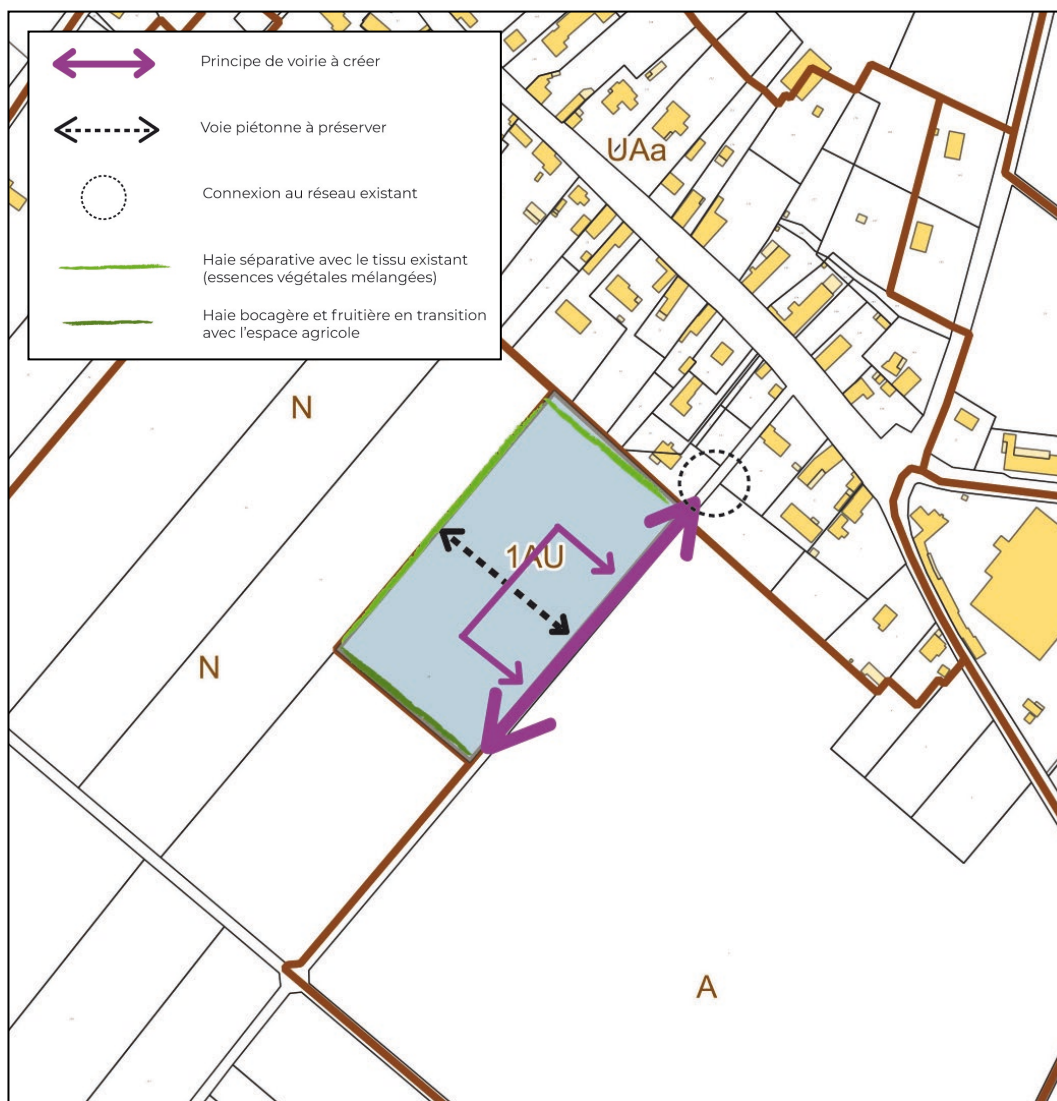 Principe de voirie à créer
Voie piétonne à préserver
Connexion au réseau existant
Haie séparative avec le tissu existant
(essences végétales mélangées)
Haie bocagère et fruitière en transition
avec l'espace agricole
UAa
N
1AU
N
A